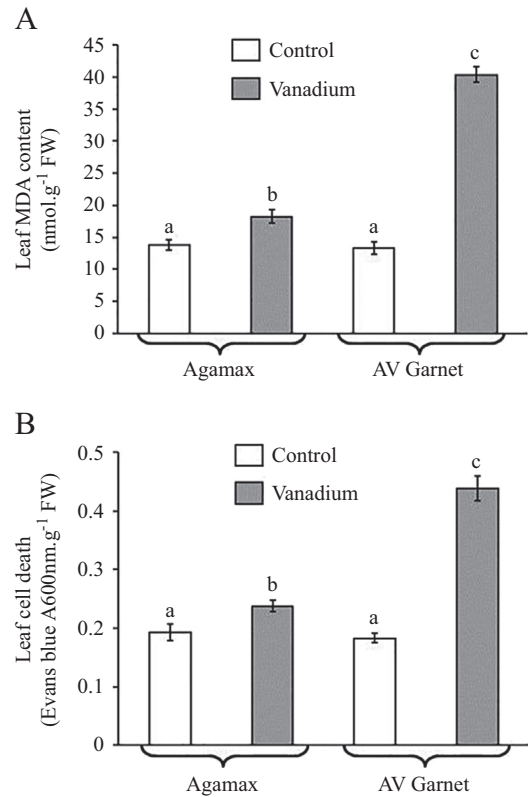 A
Control
Vanadium
Leaf MDA content
(nmol.g⁻¹ FW)
45
40
35
30
25
20
15
10
5
0
a
b
a
c
Agamax
AV Garnet
B
Control
Vanadium
Leaf cell death
(Evans blue A600nm.g⁻¹ FW)
0.5
0.4
0.3
0.2
0.1
0
a
b
a
c
Agamax
AV Garnet